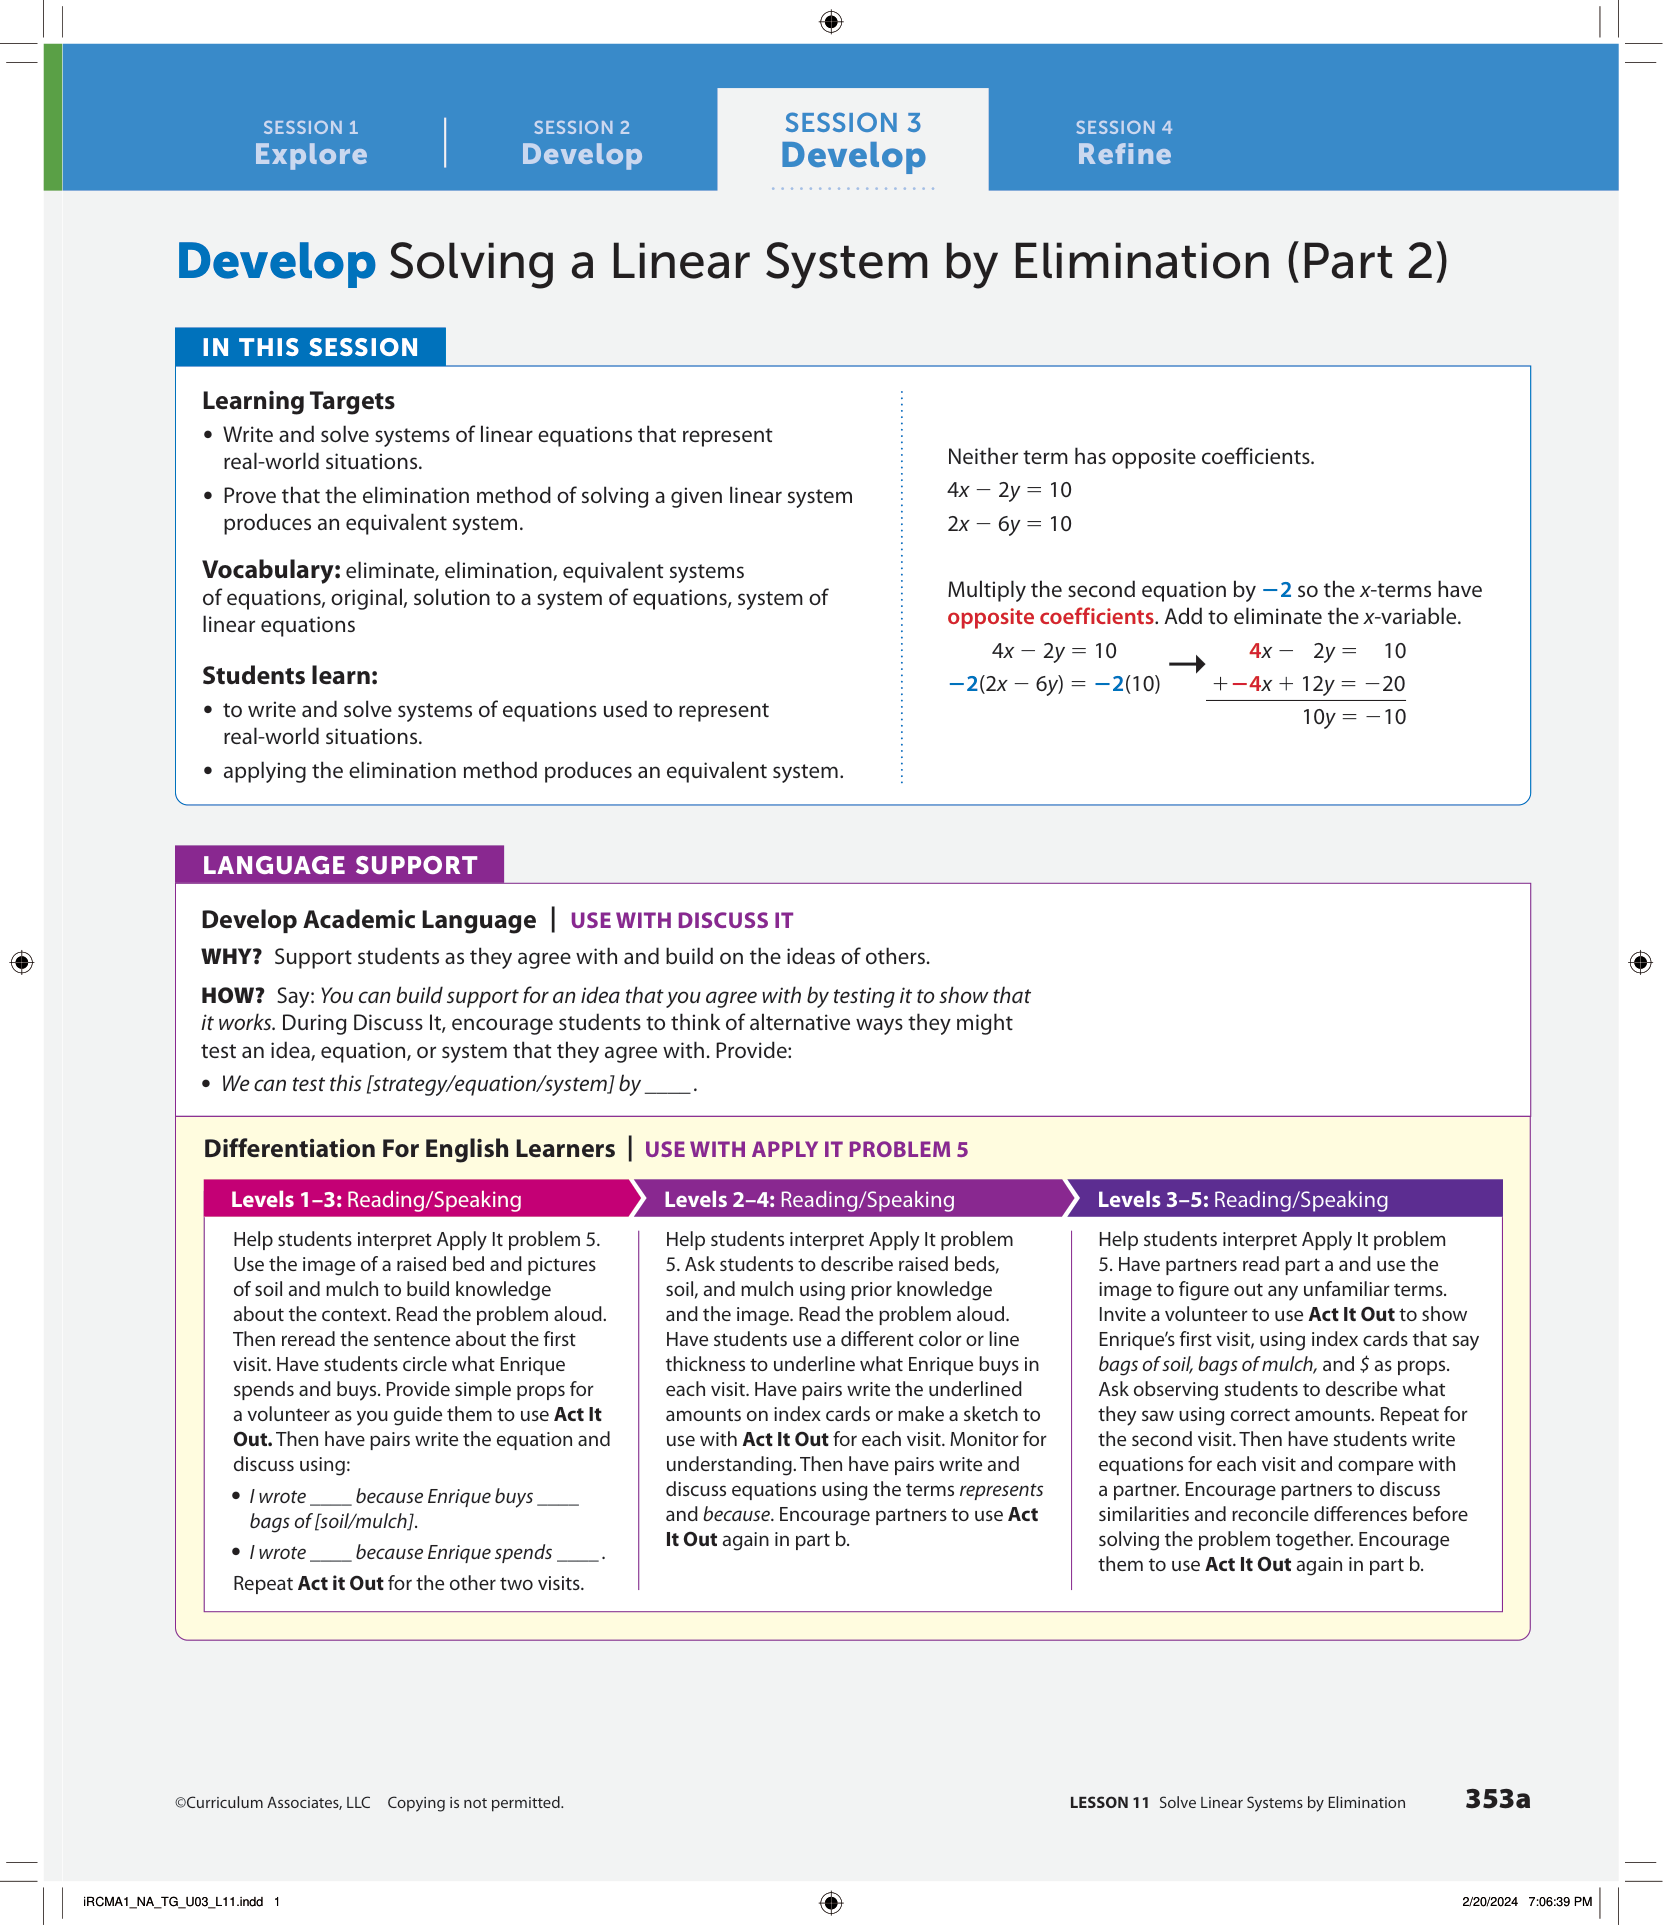 SESSION 1
Explore
SESSION 2
Develop
SESSION 3
Develop
SESSION 4
Refine
Develop Solving a Linear System by Elimination (Part 2)
IN THIS SESSION
Learning Targets
• Write and solve systems of linear equations that represent
real-world situations.
• Prove that the elimination method of solving a given linear system
produces an equivalent system.
Vocabulary: eliminate, elimination, equivalent systems
of equations, original, solution to a system of equations, system of
linear equations
Students learn:
• to write and solve systems of equations used to represent
real-world situations.
• applying the elimination method produces an equivalent system.
Neither term has opposite coefficients.
4x − 2y = 10
2x − 6y = 10
Multiply the second equation by −2 so the x-terms have
opposite coefficients. Add to eliminate the x-variable.
4x − 2y = 10
−2(2x − 6y) = −2(10)
4x − 2y = 10
+−4x + 12y = −20
10y = −10
LANGUAGE SUPPORT
Develop Academic Language | USE WITH DISCUSS IT
WHY? Support students as they agree with and build on the ideas of others.
HOW? Say: You can build support for an idea that you agree with by testing it to show that
it works. During Discuss It, encourage students to think of alternative ways they might
test an idea, equation, or system that they agree with. Provide:
• We can test this [strategy/equation/system] by ____.
Differentiation For English Learners | USE WITH APPLY IT PROBLEM 5
Levels 1–3: Reading/Speaking
Help students interpret Apply It problem 5.
Use the image of a raised bed and pictures
of soil and mulch to build knowledge
about the context. Read the problem aloud.
Then reread the sentence about the first
visit. Have students circle what Enrique
spends and buys. Provide simple props for
a volunteer as you guide them to use Act It
Out. Then have pairs write the equation and
discuss using:
• I wrote ____ because Enrique buys ____
bags of [soil/mulch].
• I wrote ____ because Enrique spends ____.
Repeat Act it Out for the other two visits.
Levels 2–4: Reading/Speaking
Help students interpret Apply It problem
5. Ask students to describe raised beds,
soil, and mulch using prior knowledge
and the image. Read the problem aloud.
Have students use a different color or line
thickness to underline what Enrique buys in
each visit. Have pairs write the underlined
amounts on index cards or make a sketch to
use with Act It Out for each visit. Monitor for
understanding. Then have pairs write and
discuss equations using the terms represents
and because. Encourage partners to use Act
It Out again in part b.
Levels 3–5: Reading/Speaking
Help students interpret Apply It problem
5. Have partners read part a and use the
image to figure out any unfamiliar terms.
Invite a volunteer to use Act It Out to show
Enrique's first visit, using index cards that say
bags of soil, bags of mulch, and $ as props.
Ask observing students to describe what
they saw using correct amounts. Repeat for
the second visit. Then have students write
equations for each visit and compare with
a partner. Encourage partners to discuss
similarities and reconcile differences before
solving the problem together. Encourage
them to use Act It Out again in part b.
©Curriculum Associates, LLC Copying is not permitted.
LESSON 11 Solve Linear Systems by Elimination 353a
iRCMA1_NA_TG_U03_L11.indd 1
2/20/2024 7:06:39 PM